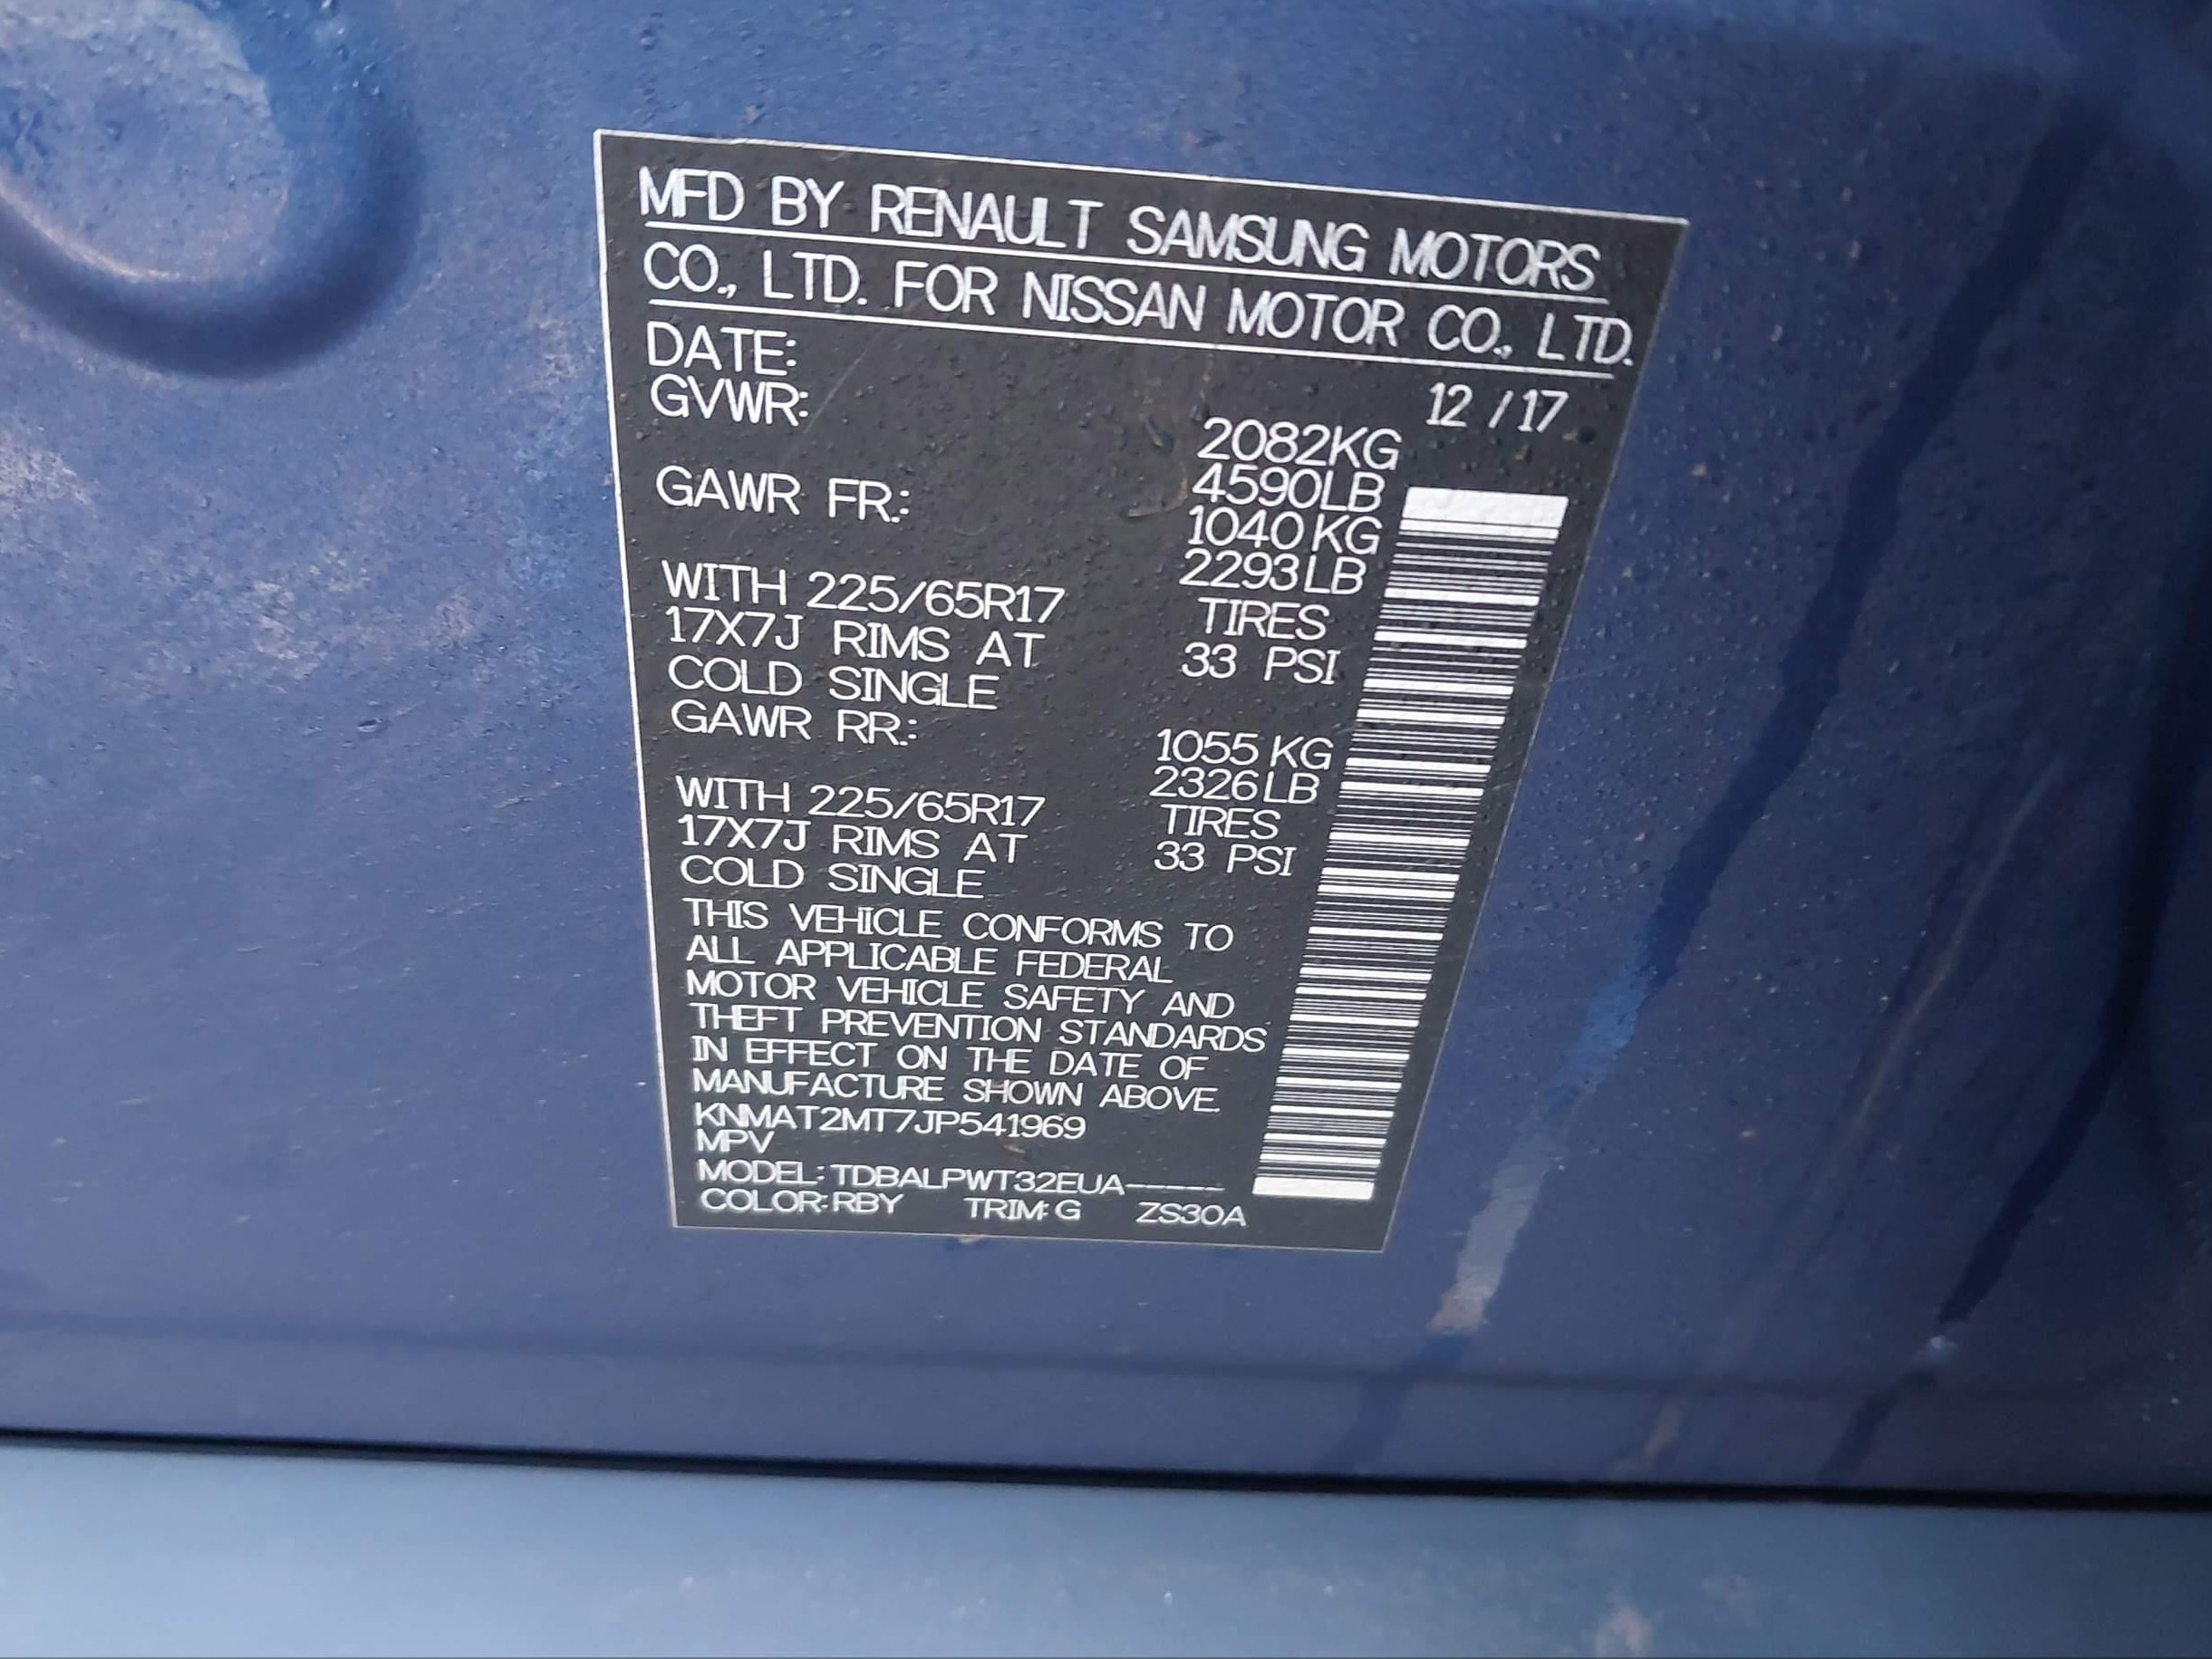 MFD BY RENAULT SAMSUNG MOTORS
CO., LTD. FOR NISSAN MOTOR CO., LTD.
DATE: 12 / 17
GVWR: 2082KG
4590LB
GAWR FR.: 1040 KG
2293LB
WITH 225/65R17 TIRES
17X7J RIMS AT 33 PSI
COLD SINGLE
GAWR RR.: 1055 KG
2326LB
WITH 225/65R17 TIRES
17X7J RIMS AT 33 PSI
COLD SINGLE
THIS VEHICLE CONFORMS TO
ALL APPLICABLE FEDERAL
MOTOR VEHICLE SAFETY AND
THEFT PREVENTION STANDARDS
IN EFFECT ON THE DATE OF
MANUFACTURE SHOWN ABOVE.
KNMAT2MT7JP541969
MPV
MODEL: TDBALPWT32EUA-----
COLOR: RBY TRIM: G ZS30A